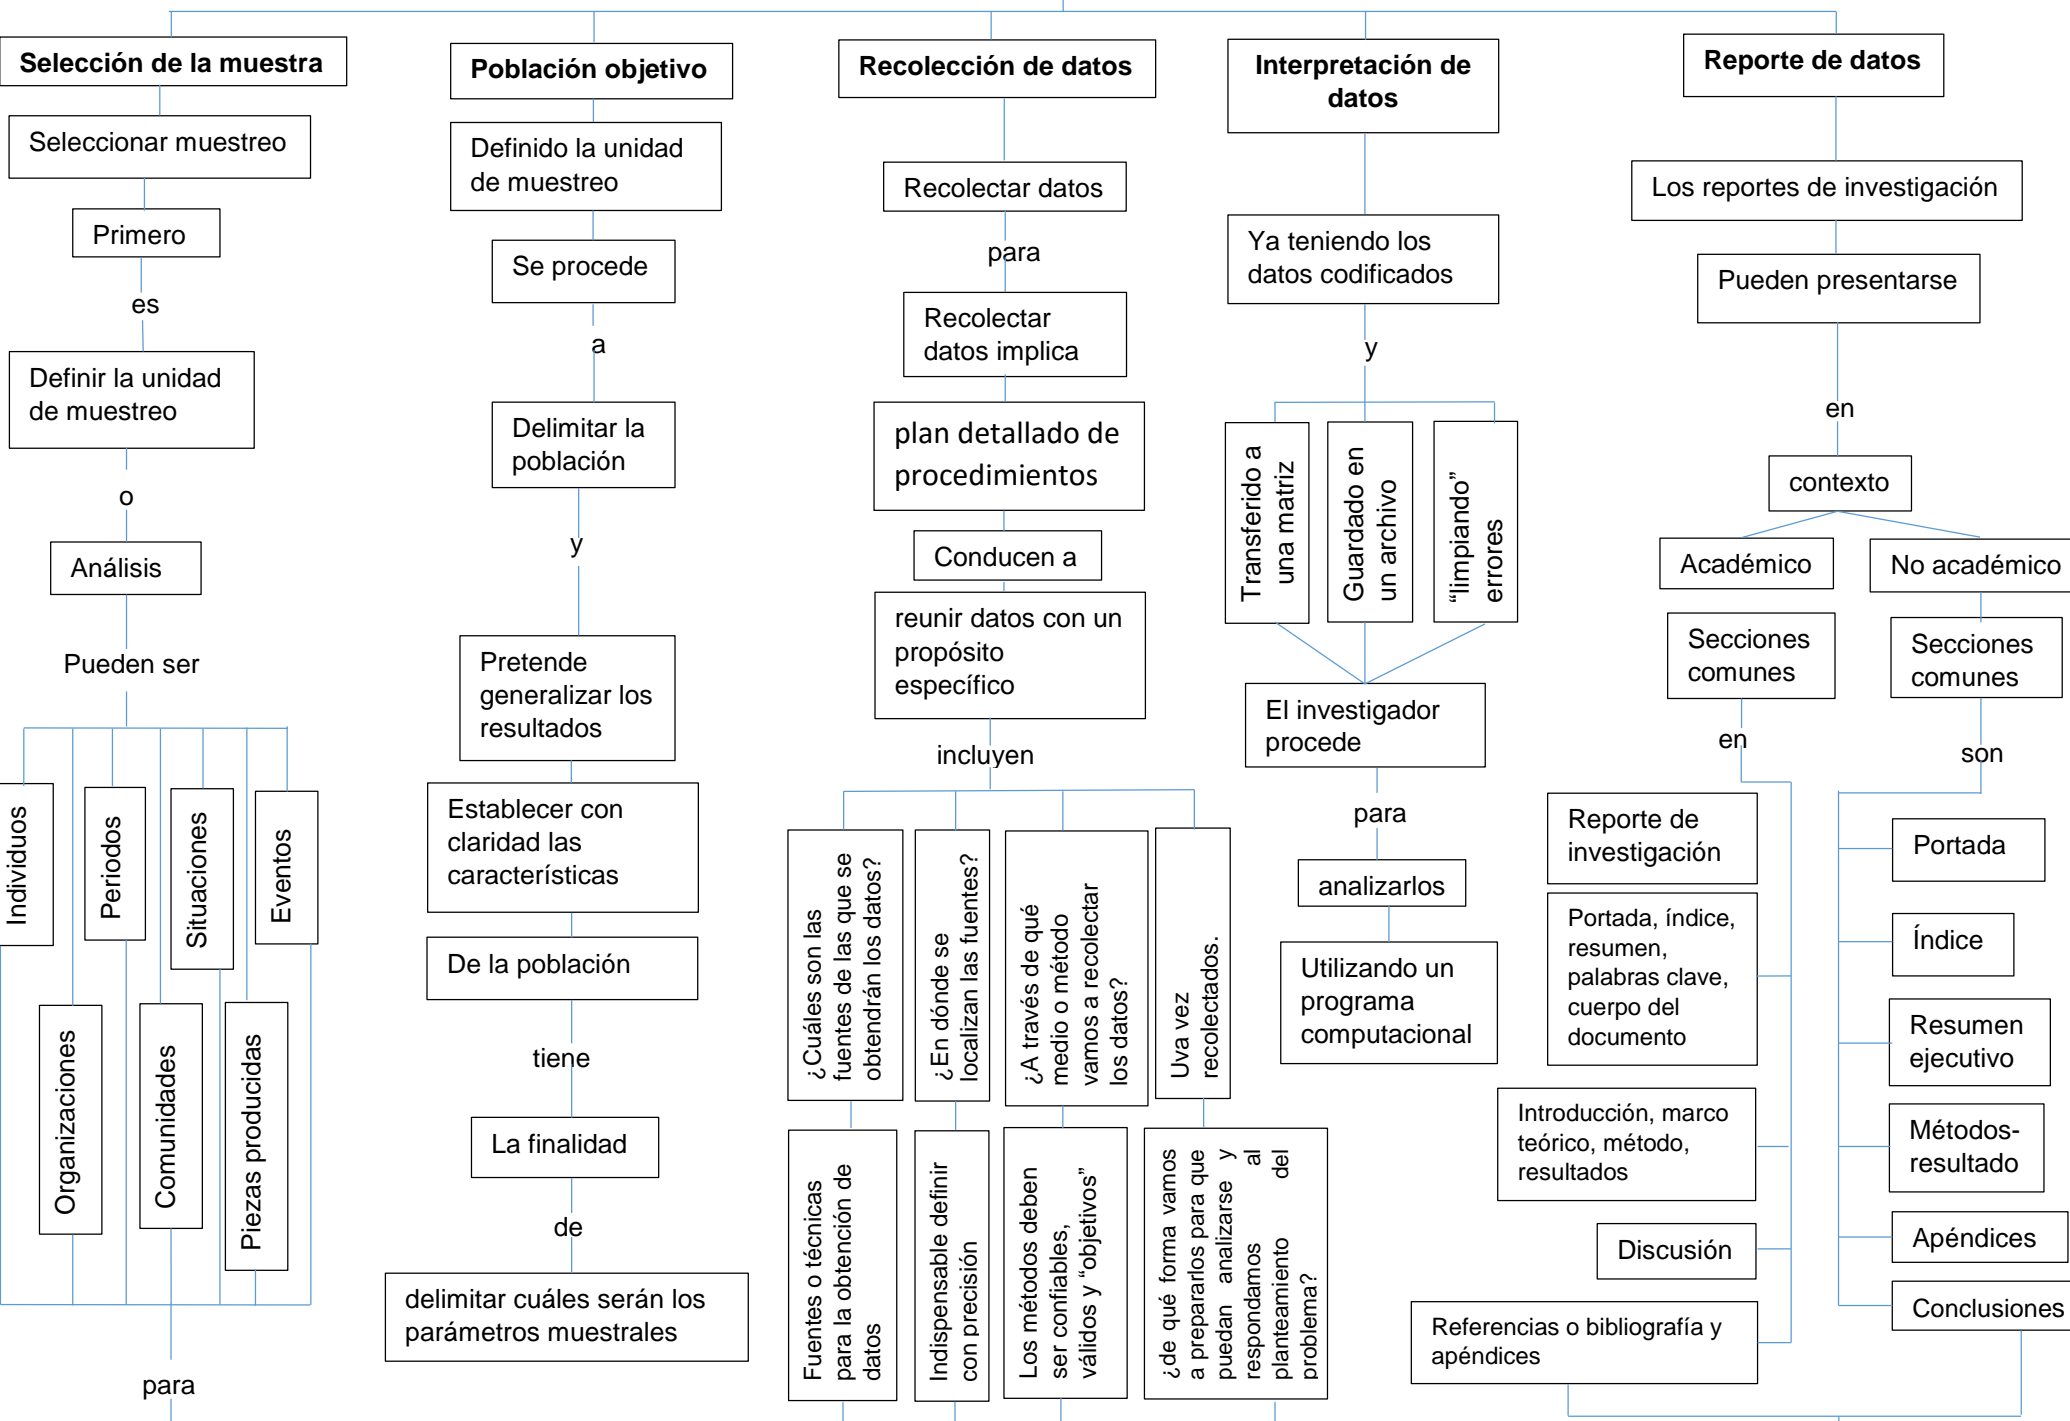 Selección de la muestra
Seleccionar muestreo
Primero
es
Definir la unidad
de muestreo
o
Análisis
Pueden ser
Individuos
Periodos
Situaciones
Eventos
Organizaciones
Comunidades
Piezas producidas
para
Población objetivo
Definido la unidad
de muestreo
Se procede
a
Delimitar la
población
y
Pretende
generalizar los
resultados
Establecer con
claridad las
características
De la población
tiene
La finalidad
de
delimitar cuáles serán los
parámetros muestrales
Recolección de datos
Recolectar datos
para
Recolectar
datos implica
plan detallado de
procedimientos
Conducen a
reunir datos con un
propósito
específico
incluyen
¿Cuáles son las
fuentes de las que se
obtendrán los datos?
¿En dónde se
localizan las fuentes?
¿A través de qué
medio o método
vamos a recolectar
los datos?
Uva vez
recolectados.
Fuentes o técnicas
para la obtención de
datos
Indispensable definir
con precisión
Los métodos deben
ser confiables,
válidos y “objetivos”
¿de qué forma vamos
a prepararlos para que
puedan analizarse y
respondamos al
planteamiento del
problema?
Interpretación de
datos
Ya teniendo los
datos codificados
y
Transferido a
una matriz
Guardado en
un archivo
“limpiando”
errores
El investigador
procede
para
analizarlos
Utilizando un
programa
computacional
Reporte de datos
Los reportes de investigación
Pueden presentarse
en
contexto
Académico
Secciones
comunes
en
Reporte de
investigación
Portada, índice,
resumen,
palabras clave,
cuerpo del
documento
Introducción, marco
teórico, método,
resultados
Discusión
Referencias o bibliografía y
apéndices
No académico
Secciones
comunes
son
Portada
Índice
Resumen
ejecutivo
Métodos-
resultado
Apéndices
Conclusiones